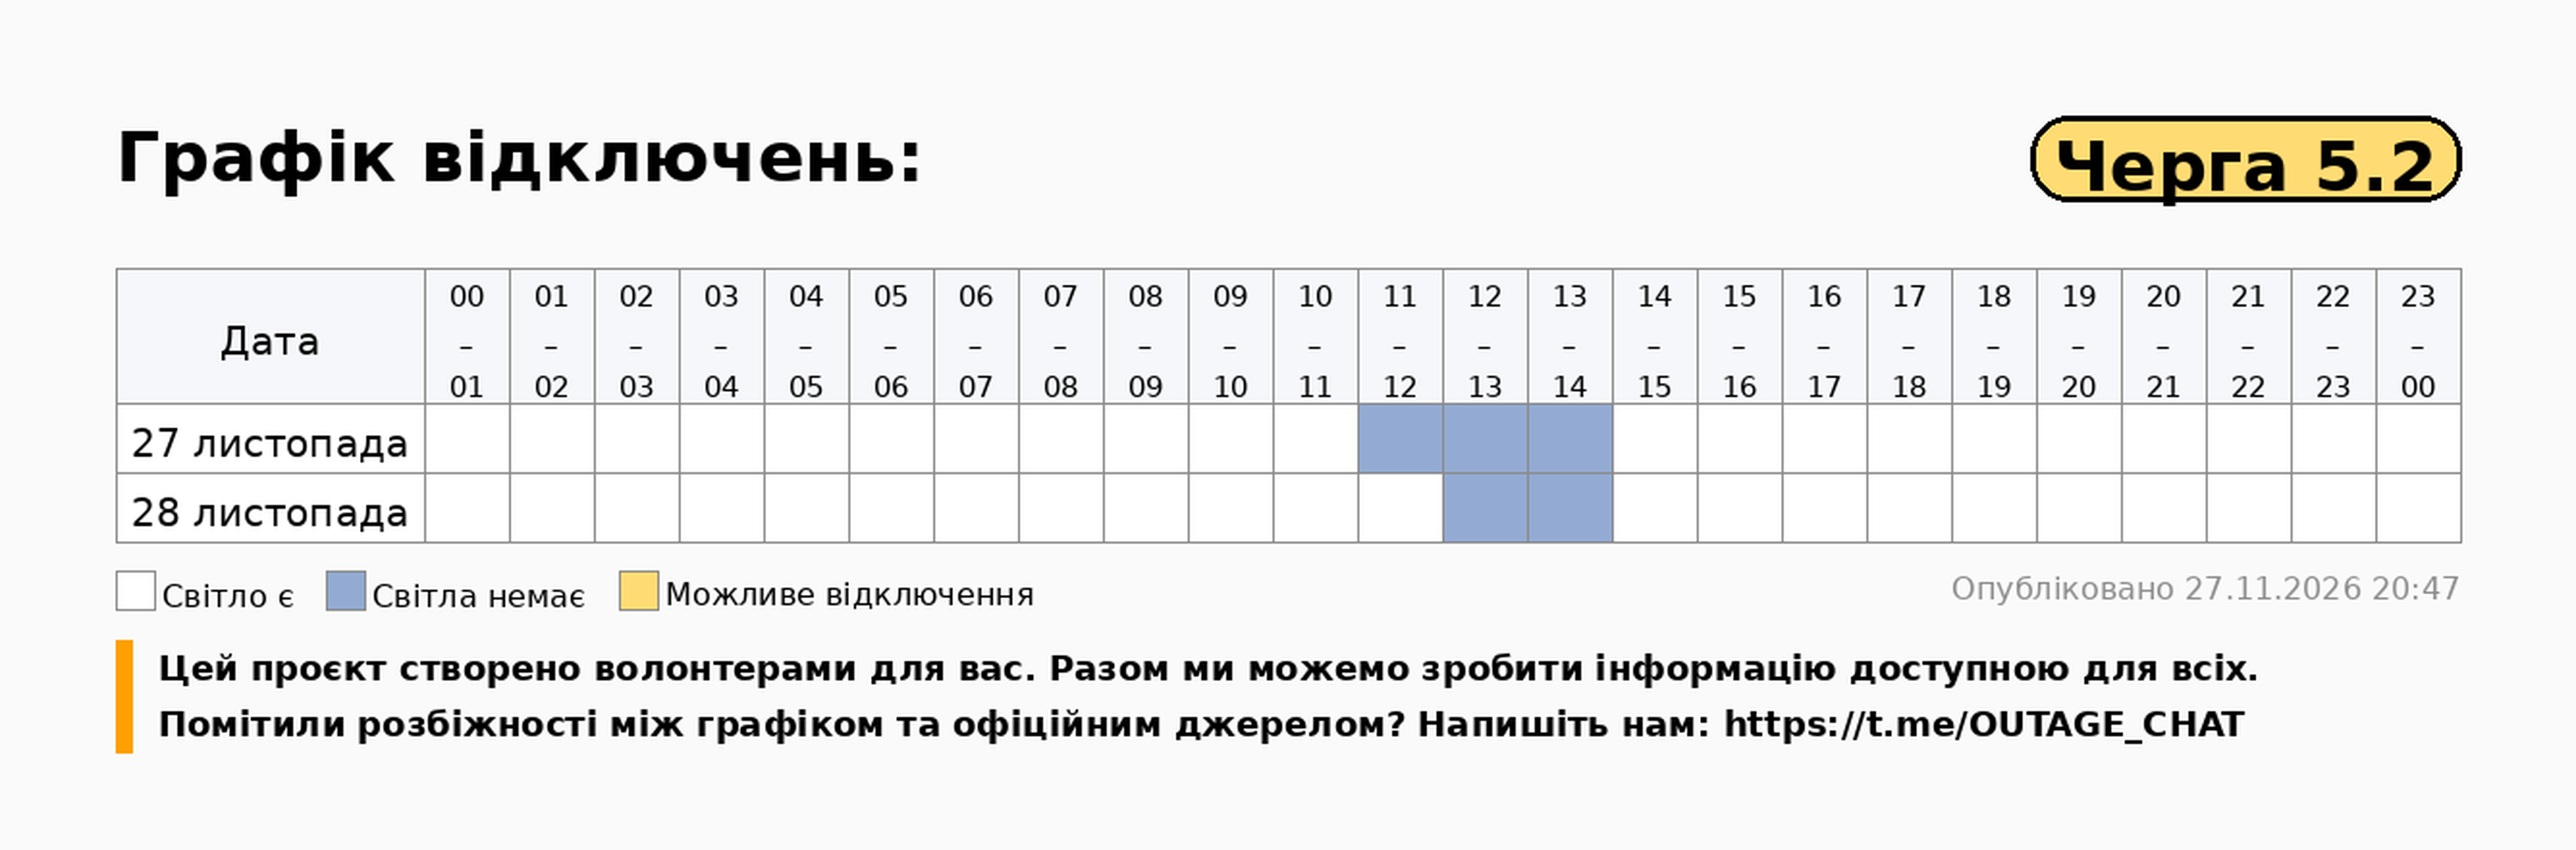 Графік відключень:
Черга 5.2
Дата 00 – 01 01 – 02 02 – 03 03 – 04 04 – 05 05 – 06 06 – 07 07 – 08 08 – 09 09 – 10 10 – 11 11 – 12 12 – 13 13 – 14 14 – 15 15 – 16 16 – 17 17 – 18 18 – 19 19 – 20 20 – 21 21 – 22 22 – 23 23 – 00
27 листопада
28 листопада
Світло є Світла немає Можливе відключення
Опубліковано 27.11.2026 20:47
Цей проєкт створено волонтерами для вас. Разом ми можемо зробити інформацію доступною для всіх.
Помітили розбіжності між графіком та офіційним джерелом? Напишіть нам: https://t.me/OUTAGE_CHAT